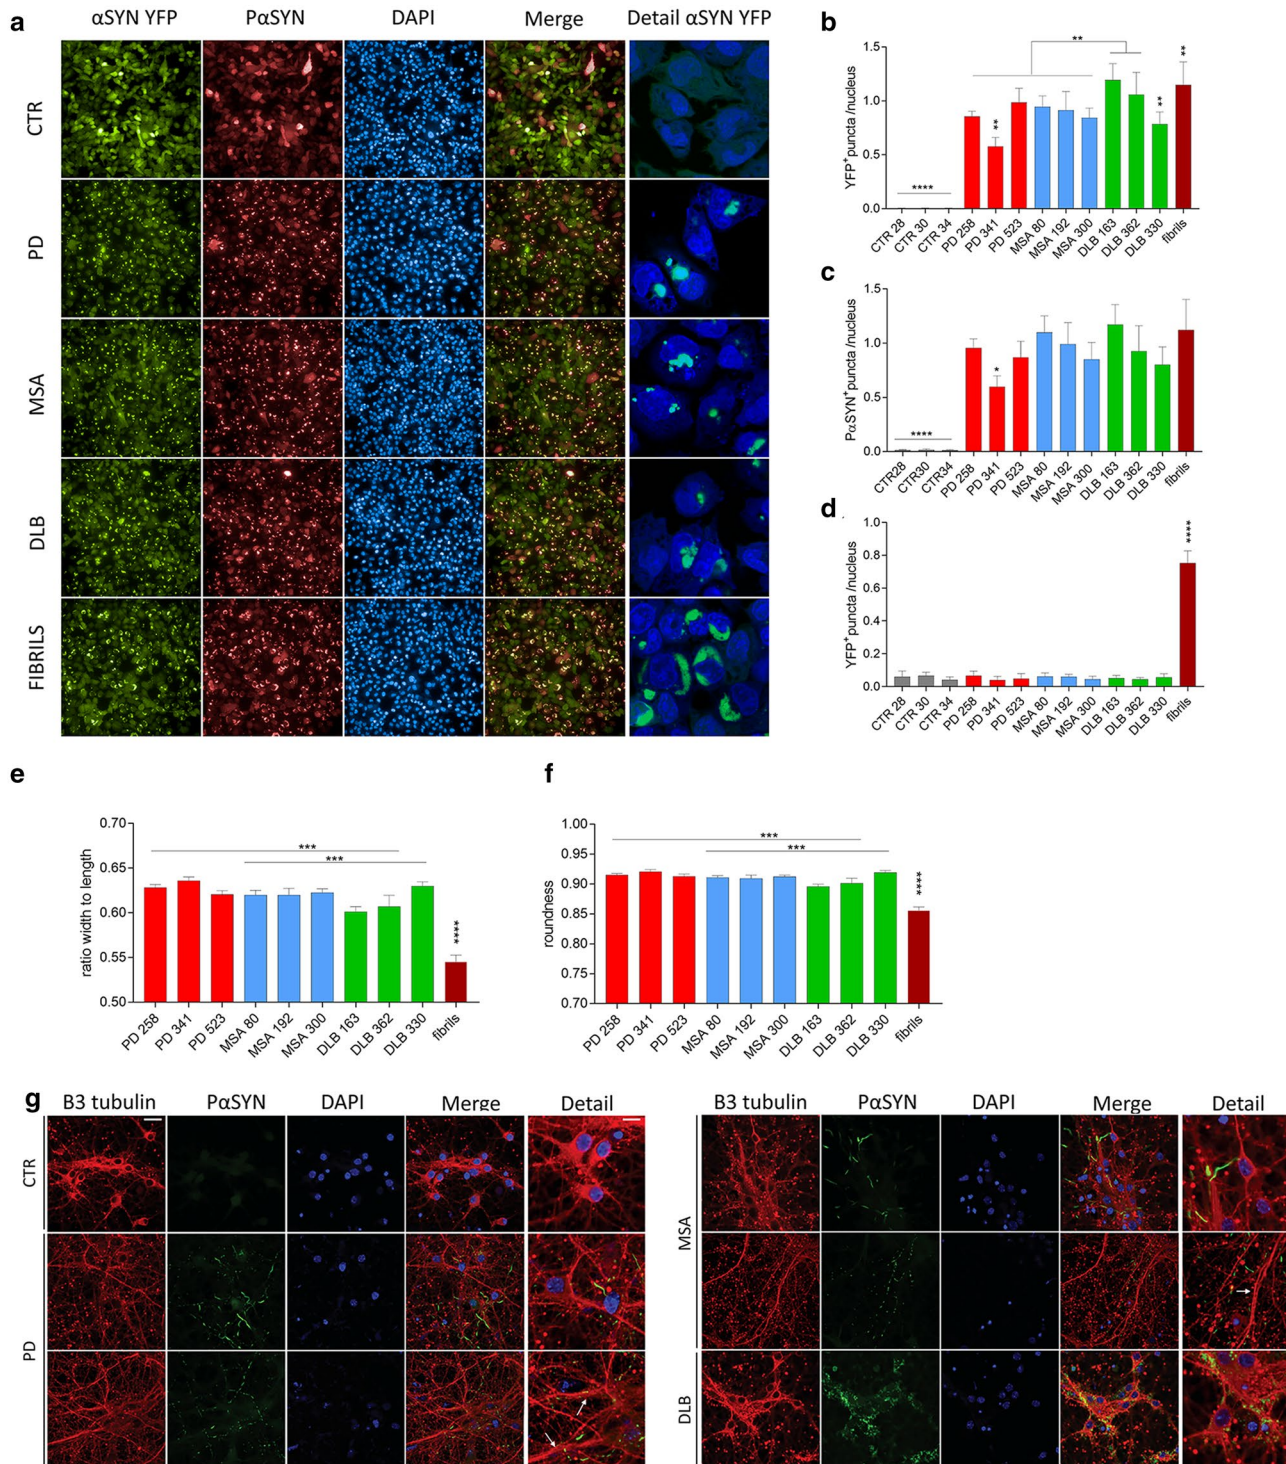 a
αSYN YFP PαSYN DAPI Merge Detail αSYN YFP
CTR
PD
MSA
DLB
FIBRILS
b
YFP⁺puncta /nucleus
1.5
1.0
0.5
0.0
****
**
**
**
**
CTR 28 CTR 30 CTR 34 PD 258 PD 341 PD 523 MSA 80 MSA 192 MSA 300 DLB 163 DLB 362 DLB 330 fibrils
c
PαSYN⁺puncta /nucleus
1.5
1.0
0.5
0.0
****
*
CTR28 CTR30 CTR34 PD 258 PD 341 PD 523 MSA 80 MSA 192 MSA 300 DLB 163 DLB 362 DLB 330 fibrils
d
YFP⁺puncta /nucleus
1.0
0.8
0.6
0.4
0.2
0.0
****
CTR 28 CTR 30 CTR 34 PD 258 PD 341 PD 523 MSA 80 MSA 192 MSA 300 DLB 163 DLB 362 DLB 330 fibrils
e
ratio width to length
0.70
0.65
0.60
0.55
0.50
***
***
****
PD 258 PD 341 PD 523 MSA 80 MSA 192 MSA 300 DLB 163 DLB 362 DLB 330 fibrils
f
roundness
1.00
0.95
0.90
0.85
0.80
0.75
0.70
***
***
****
PD 258 PD 341 PD 523 MSA 80 MSA 192 MSA 300 DLB 163 DLB 362 DLB 330 fibrils
g
B3 tubulin PαSYN DAPI Merge Detail
CTR
PD
B3 tubulin PαSYN DAPI Merge Detail
MSA
DLB